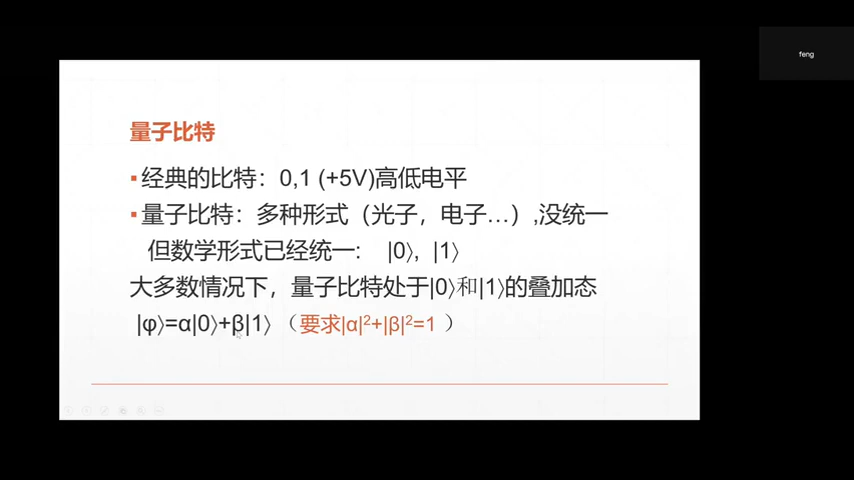 feng
量子比特
▪经典的比特：0,1 (+5V)高低电平
▪量子比特：多种形式（光子，电子…）,没统一
但数学形式已经统一： |0⟩, |1⟩
大多数情况下，量子比特处于|0⟩和|1⟩的叠加态
|φ⟩=α|0⟩+β|1⟩（要求|α|²+|β|²=1 ）